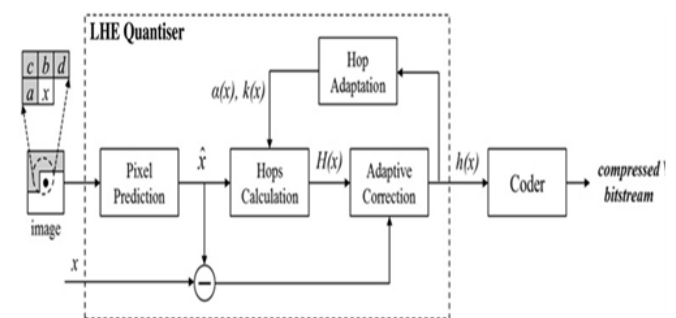 LHE Quantiser
c b d
a x
image
x
Pixel
Prediction
x̂
Hops
Calculation
α(x), k(x)
Hop
Adaptation
H(x)
Adaptive
Correction
−
h(x)
Coder
compressed
bitstream